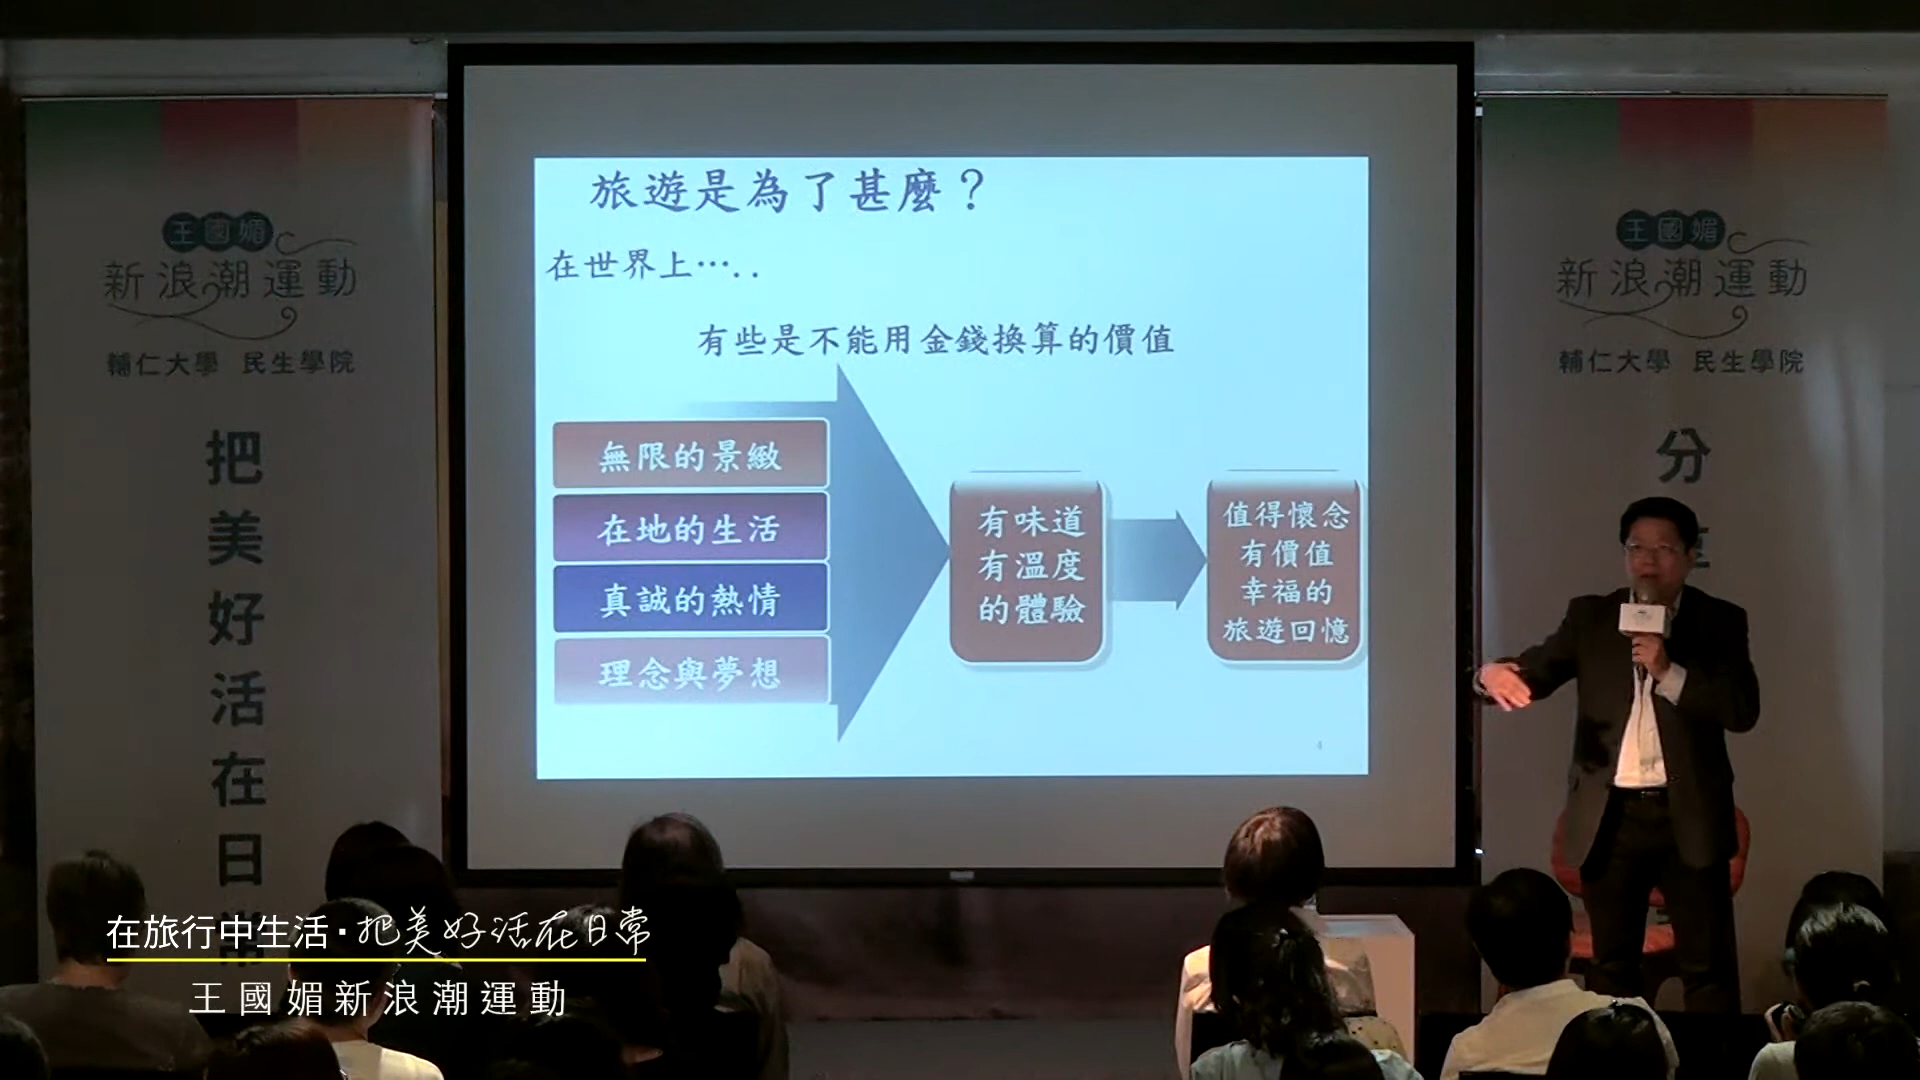 旅遊是為了甚麼？
在世界上…..
有些是不能用金錢換算的價值
無限的景緻
在地的生活
真誠的熱情
理念與夢想
有味道
有溫度
的體驗
值得懷念
有價值
幸福的
旅遊回憶
4
王國媚
新浪潮運動
輔仁大學 民生學院
把美好活在日常
王國媚
新浪潮運動
輔仁大學 民生學院
分
在旅行中生活·把美好活在日常
王國媚新浪潮運動